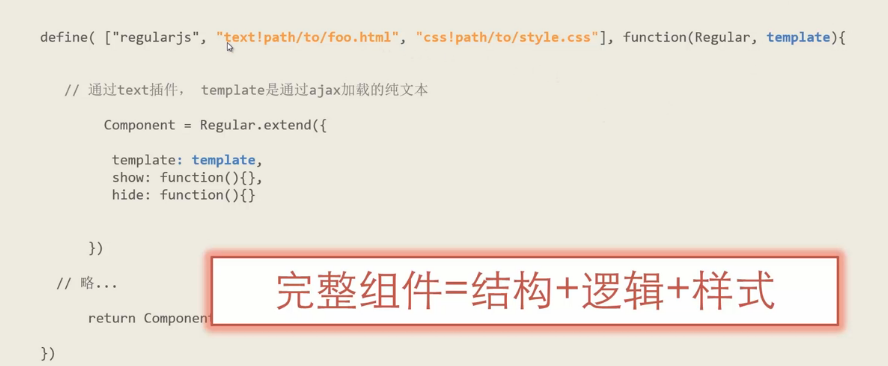 define( ["regularjs", "text!path/to/foo.html", "css!path/to/style.css"], function(Regular, template){
// 通过text插件， template是通过ajax加载的纯文本
Component = Regular.extend({
template: template,
show: function(){},
hide: function(){}
})
// 略...
return Component
完整组件=结构+逻辑+样式
})